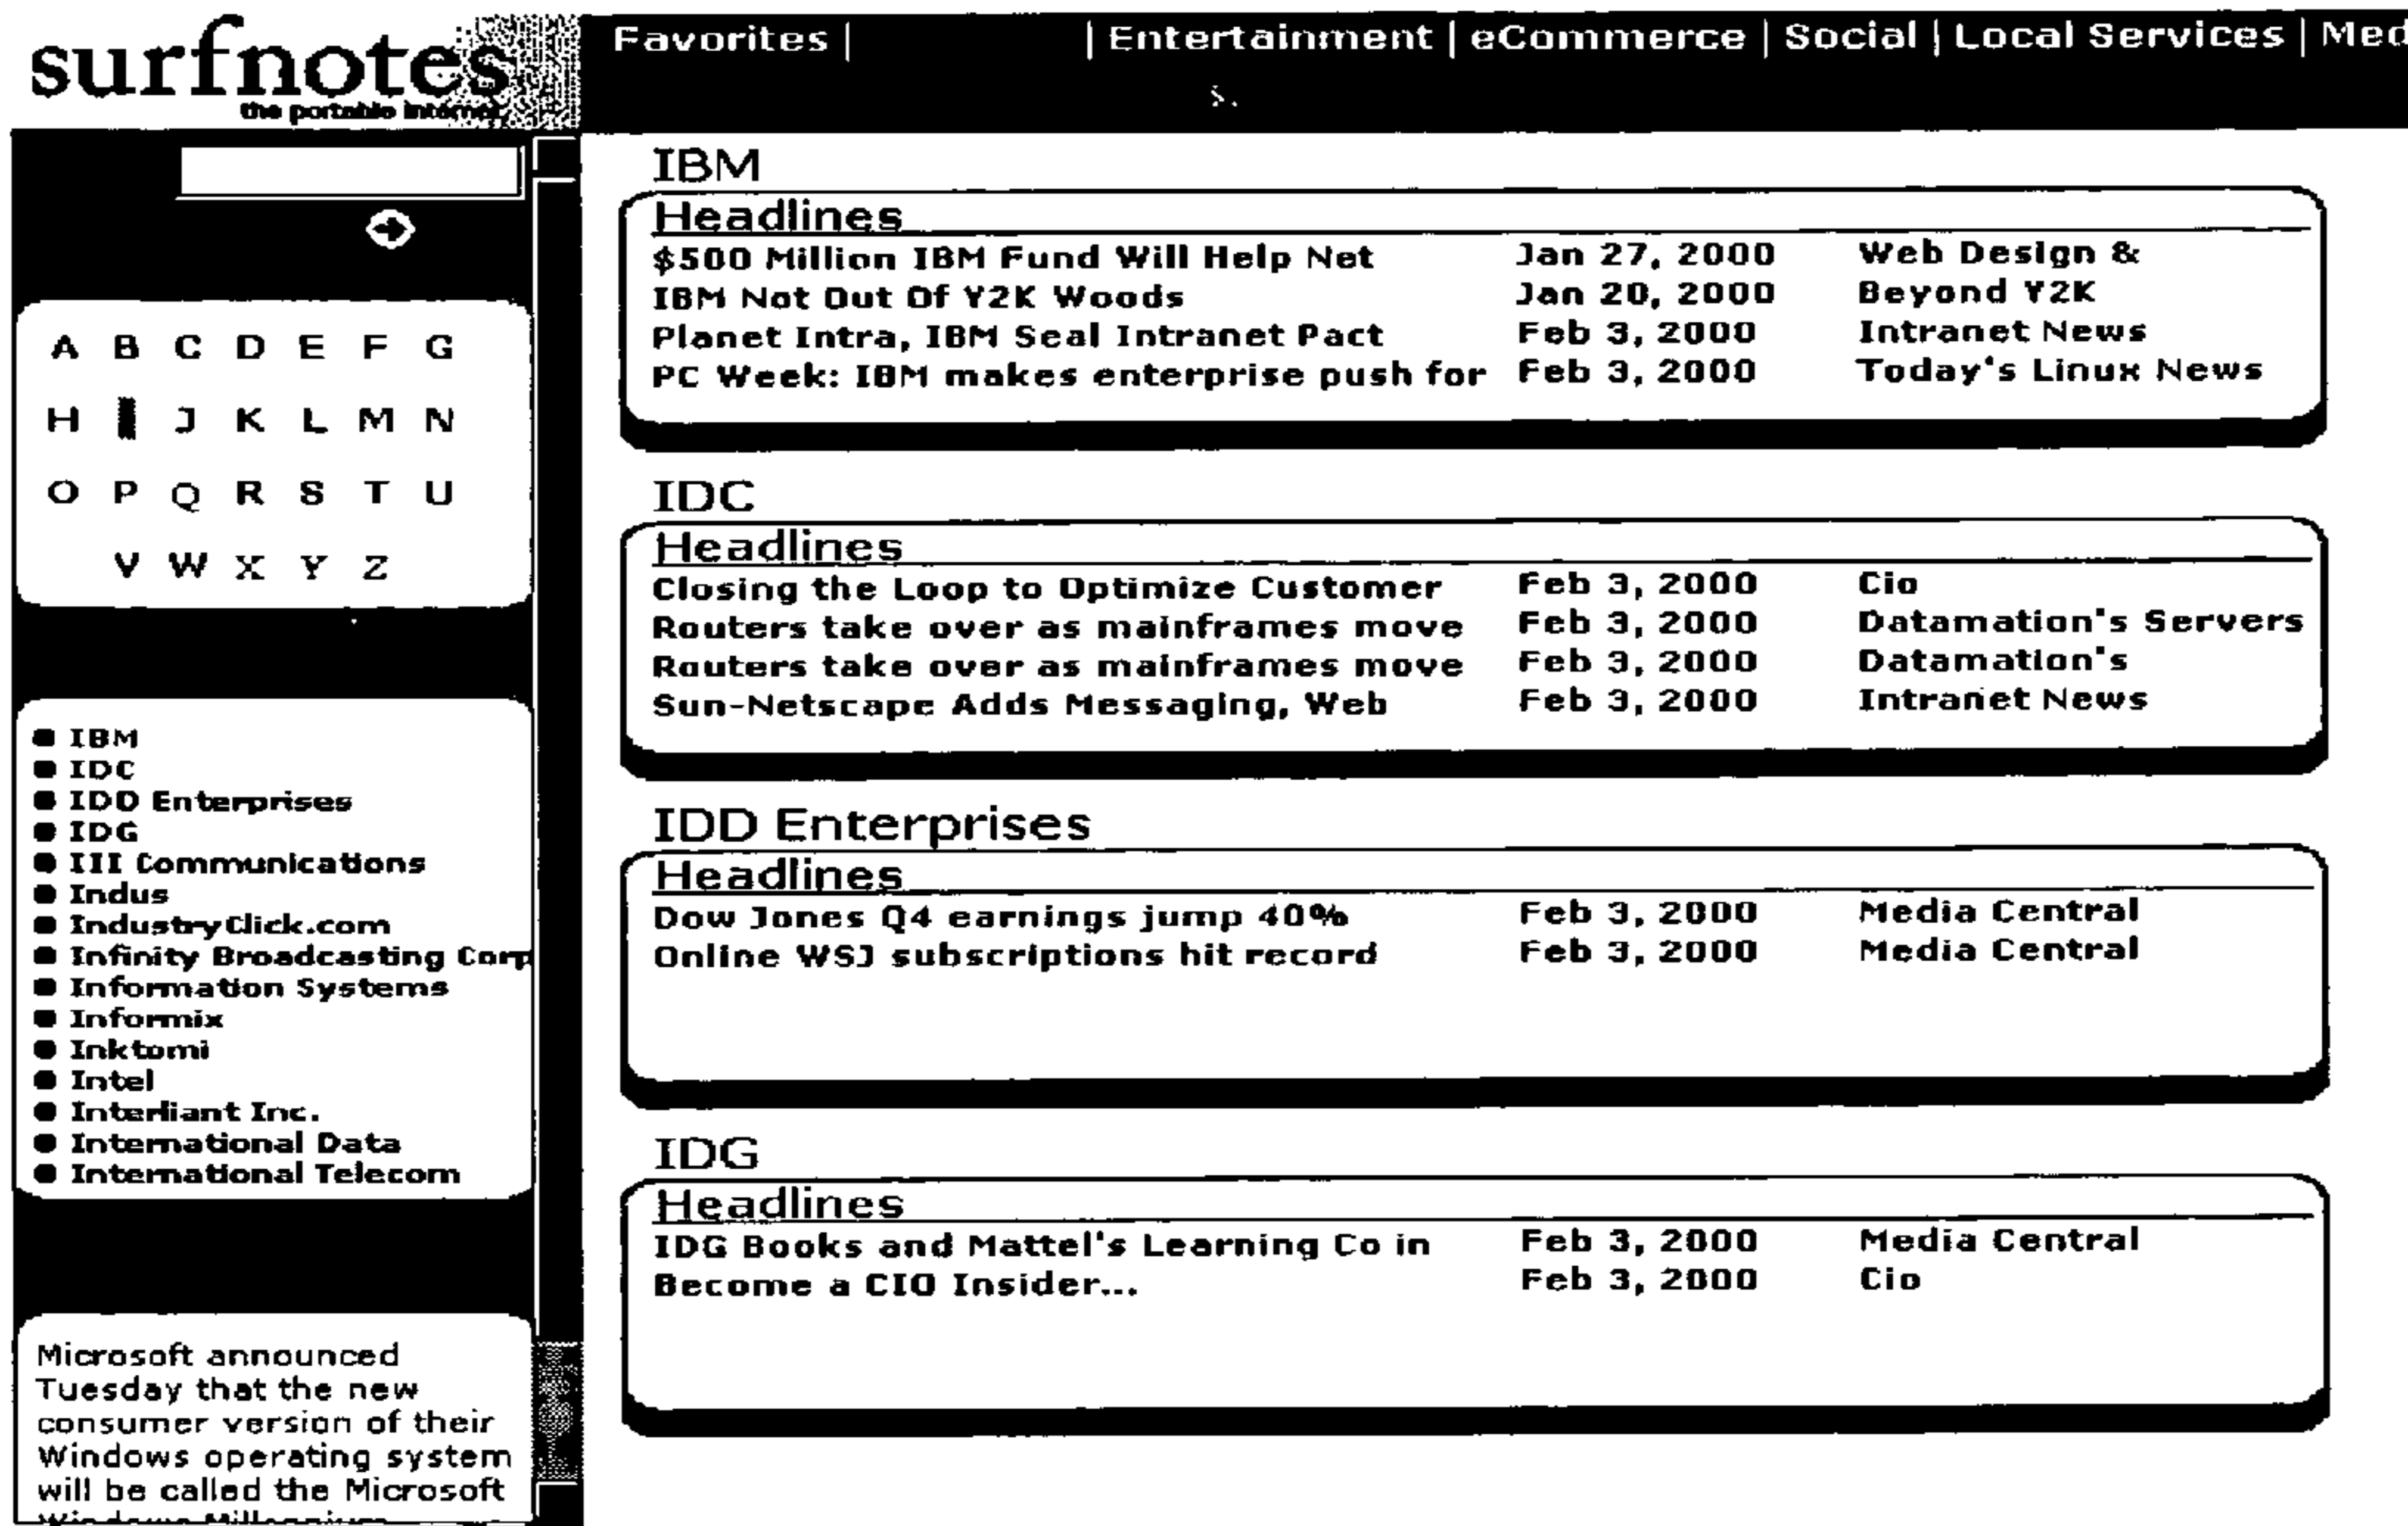 surfnotes
the portable internet
Favorites | | Entertainment | eCommerce | Social | Local Services | Med
A B C D E F G
H J K L M N
O P Q R S T U
V W X Y Z
IBM
IDC
IDD Enterprises
IDG
III Communications
Indus
IndustryClick.com
Infinity Broadcasting Corp
Information Systems
Informix
Inktomi
Intel
Interliant Inc.
International Data
International Telecom
Microsoft announced
Tuesday that the new
consumer version of their
Windows operating system
will be called the Microsoft
Windows Millennium
IBM
Headlines
$500 Million IBM Fund Will Help Net Jan 27, 2000 Web Design &
IBM Not Out Of Y2K Woods Jan 20, 2000 Beyond Y2K
Planet Intra, IBM Seal Intranet Pact Feb 3, 2000 Intranet News
PC Week: IBM makes enterprise push for Feb 3, 2000 Today's Linux News
IDC
Headlines
Closing the Loop to Optimize Customer Feb 3, 2000 Cio
Routers take over as mainframes move Feb 3, 2000 Datamation's Servers
Routers take over as mainframes move Feb 3, 2000 Datamation's
Sun-Netscape Adds Messaging, Web Feb 3, 2000 Intranet News
IDD Enterprises
Headlines
Dow Jones Q4 earnings jump 40% Feb 3, 2000 Media Central
Online WSJ subscriptions hit record Feb 3, 2000 Media Central
IDG
Headlines
IDG Books and Mattel's Learning Co in Feb 3, 2000 Media Central
Become a CIO Insider... Feb 3, 2000 Cio